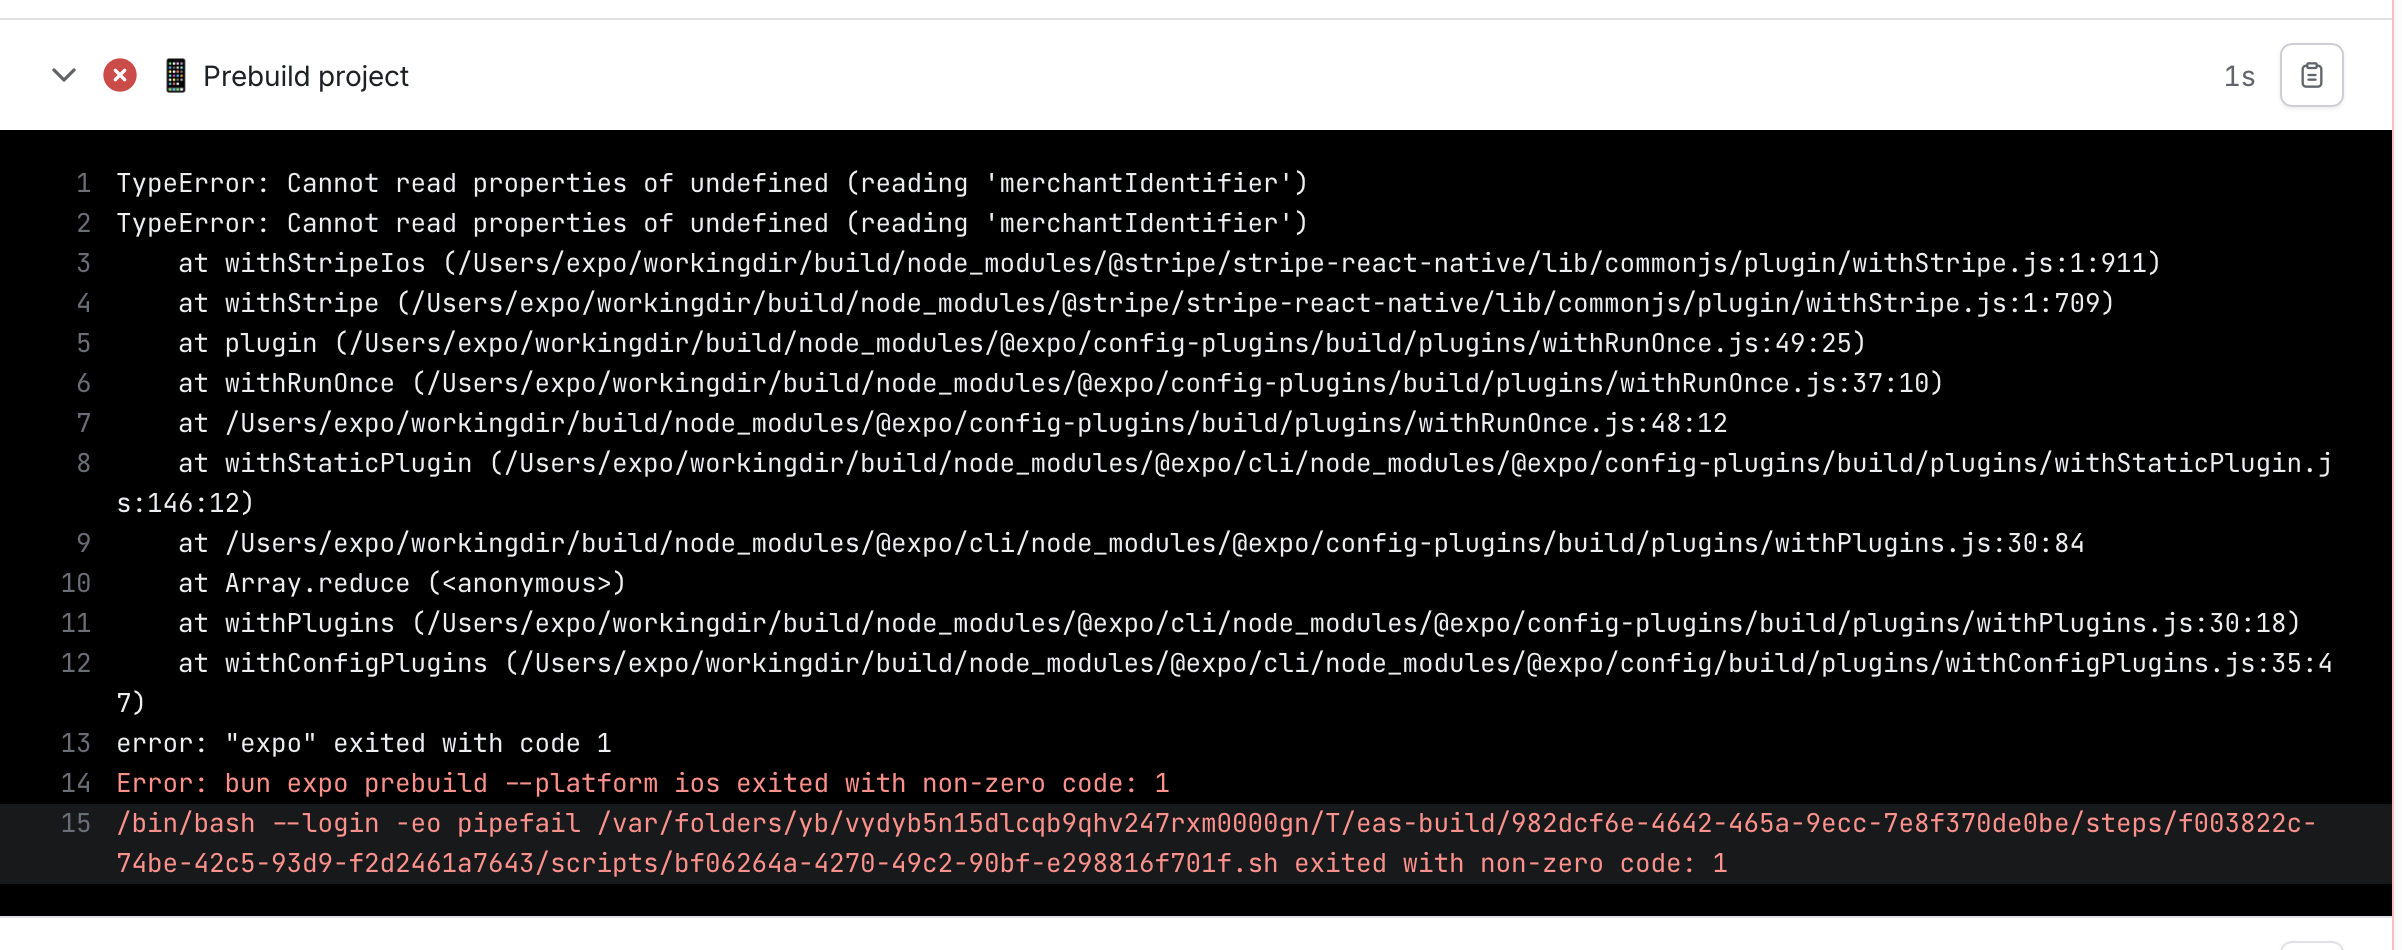 Prebuild project
1s
1 TypeError: Cannot read properties of undefined (reading 'merchantIdentifier')
2 TypeError: Cannot read properties of undefined (reading 'merchantIdentifier')
3     at withStripeIos (/Users/expo/workingdir/build/node_modules/@stripe/stripe-react-native/lib/commonjs/plugin/withStripe.js:1:911)
4     at withStripe (/Users/expo/workingdir/build/node_modules/@stripe/stripe-react-native/lib/commonjs/plugin/withStripe.js:1:709)
5     at plugin (/Users/expo/workingdir/build/node_modules/@expo/config-plugins/build/plugins/withRunOnce.js:49:25)
6     at withRunOnce (/Users/expo/workingdir/build/node_modules/@expo/config-plugins/build/plugins/withRunOnce.js:37:10)
7     at /Users/expo/workingdir/build/node_modules/@expo/config-plugins/build/plugins/withRunOnce.js:48:12
8     at withStaticPlugin (/Users/expo/workingdir/build/node_modules/@expo/cli/node_modules/@expo/config-plugins/build/plugins/withStaticPlugin.j
s:146:12)
9     at /Users/expo/workingdir/build/node_modules/@expo/cli/node_modules/@expo/config-plugins/build/plugins/withPlugins.js:30:84
10     at Array.reduce (<anonymous>)
11     at withPlugins (/Users/expo/workingdir/build/node_modules/@expo/cli/node_modules/@expo/config-plugins/build/plugins/withPlugins.js:30:18)
12     at withConfigPlugins (/Users/expo/workingdir/build/node_modules/@expo/cli/node_modules/@expo/config/build/plugins/withConfigPlugins.js:35:4
7)
13 error: "expo" exited with code 1
14 Error: bun expo prebuild --platform ios exited with non-zero code: 1
15 /bin/bash --login -eo pipefail /var/folders/yb/vydyb5n15dlcqb9qhv247rxm0000gn/T/eas-build/982dcf6e-4642-465a-9ecc-7e8f370de0be/steps/f003822c-
74be-42c5-93d9-f2d2461a7643/scripts/bf06264a-4270-49c2-90bf-e298816f701f.sh exited with non-zero code: 1